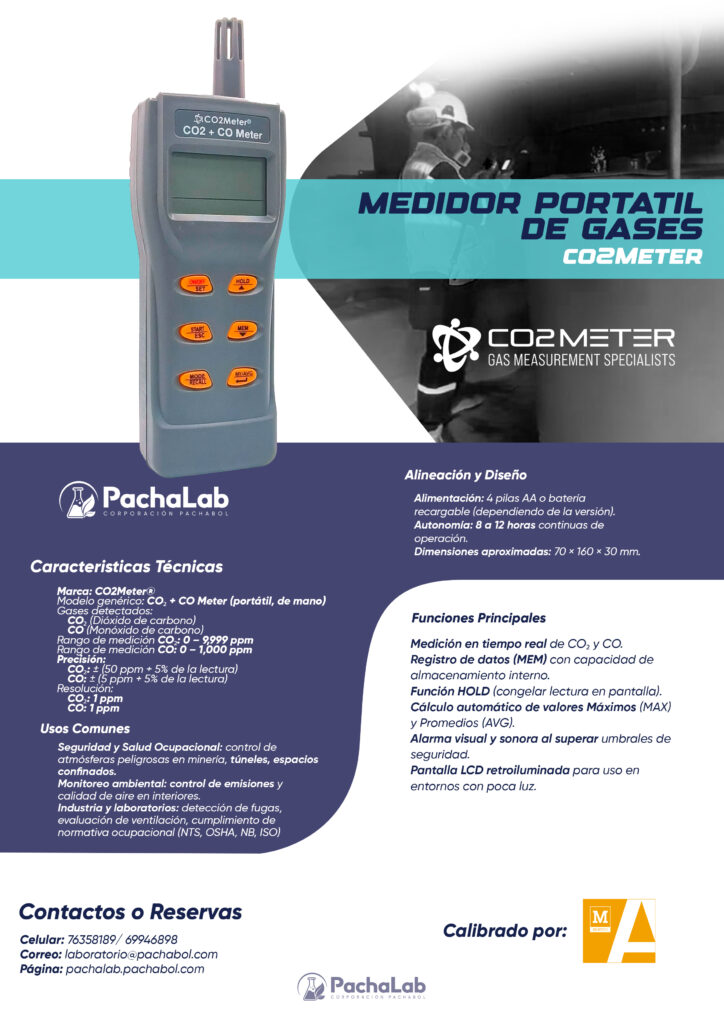 CO2Meter®
CO2 + CO Meter
SET
HOLD
START
ESC
MEM
MODE
RECALL
MEDIDOR PORTATIL
DE GASES
CO2METER
CO2METER
GAS MEASUREMENT SPECIALISTS
PachaLab
CORPORACIÓN PACHABOL
Alineación y Diseño
Alimentación: 4 pilas AA o batería
recargable (dependiendo de la versión).
Autonomía: 8 a 12 horas continuas de
operación.
Dimensiones aproximadas: 70 × 160 × 30 mm.
Caracteristicas Técnicas
Marca: CO2Meter®
Modelo genérico: CO₂ + CO Meter (portátil, de mano)
Gases detectados:
CO₂ (Dióxido de carbono)
CO (Monóxido de carbono)
Rango de medición CO₂: 0 – 9,999 ppm
Rango de medición CO: 0 – 1,000 ppm
Precisión:
CO₂: ± (50 ppm + 5% de la lectura)
CO: ± (5 ppm + 5% de la lectura)
Resolución:
CO₂: 1 ppm
CO: 1 ppm
Usos Comunes
Seguridad y Salud Ocupacional: control de
atmósferas peligrosas en minería, túneles, espacios
confinados.
Monitoreo ambiental: control de emisiones y
calidad de aire en interiores.
Industria y laboratorios: detección de fugas,
evaluación de ventilación, cumplimiento de
normativa ocupacional (NTS, OSHA, NB, ISO)
Funciones Principales
Medición en tiempo real de CO₂ y CO.
Registro de datos (MEM) con capacidad de
almacenamiento interno.
Función HOLD (congelar lectura en pantalla).
Cálculo automático de valores Máximos (MAX)
y Promedios (AVG).
Alarma visual y sonora al superar umbrales de
seguridad.
Pantalla LCD retroiluminada para uso en
entornos con poca luz.
Contactos o Reservas
Celular: 76358189/ 69946898
Correo: laboratorio@pachabol.com
Página: pachalab.pachabol.com
Calibrado por:
M
A
PachaLab
CORPORACIÓN PACHABOL